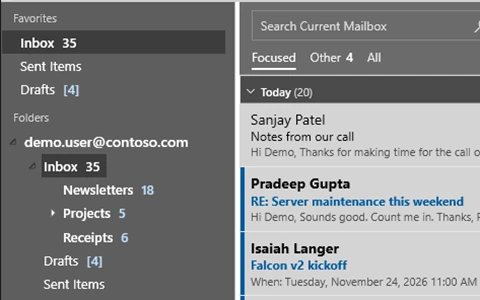 Favorites
Inbox 35
Sent Items
Drafts [4]
Folders
demo.user@contoso.com
Inbox 35
Newsletters 18
Projects 5
Receipts 6
Drafts [4]
Sent Items
Search Current Mailbox
Focused Other 4 All
Today (20)
Sanjay Patel
Notes from our call
Hi Demo, Thanks for making time for the call o
Pradeep Gupta
RE: Server maintenance this weekend
Hi Demo, Sounds good. Count me in. Thanks, P
Isaiah Langer
Falcon v2 kickoff
When: Tuesday, November 24, 2026 11:00 AM